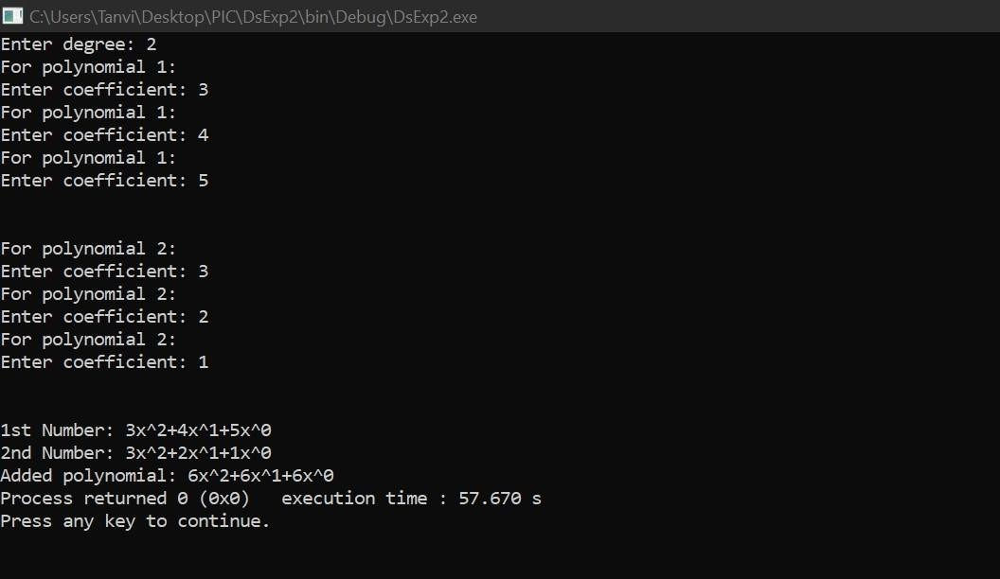 C:\Users\Tanvi\Desktop\PIC\DsExp2\bin\Debug\DsExp2.exe
Enter degree: 2
For polynomial 1:
Enter coefficient: 3
For polynomial 1:
Enter coefficient: 4
For polynomial 1:
Enter coefficient: 5
For polynomial 2:
Enter coefficient: 3
For polynomial 2:
Enter coefficient: 2
For polynomial 2:
Enter coefficient: 1
1st Number: 3x^2+4x^1+5x^0
2nd Number: 3x^2+2x^1+1x^0
Added polynomial: 6x^2+6x^1+6x^0
Process returned 0 (0x0)   execution time : 57.670 s
Press any key to continue.